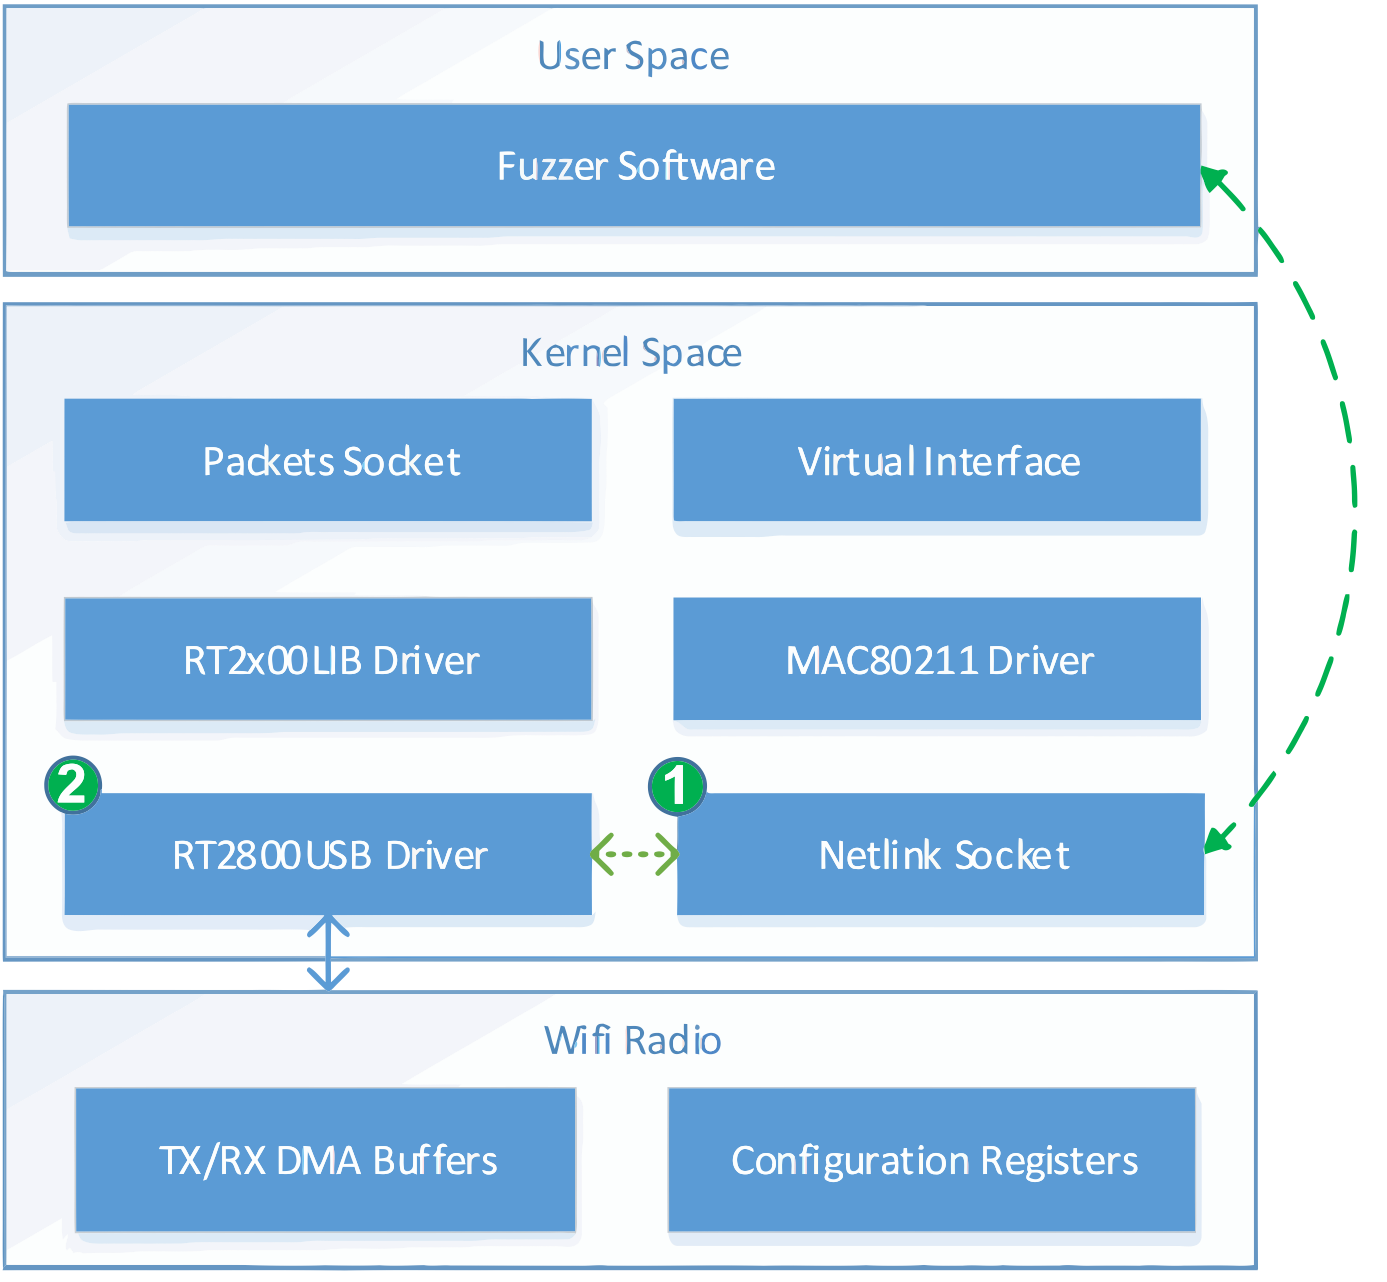 User Space
Fuzzer Software
Kernel Space
Packets Socket
Virtual Interface
RT2x00LIB Driver
MAC80211 Driver
2
1
RT2800USB Driver
Netlink Socket
Wifi Radio
TX/RX DMA Buffers
Configuration Registers